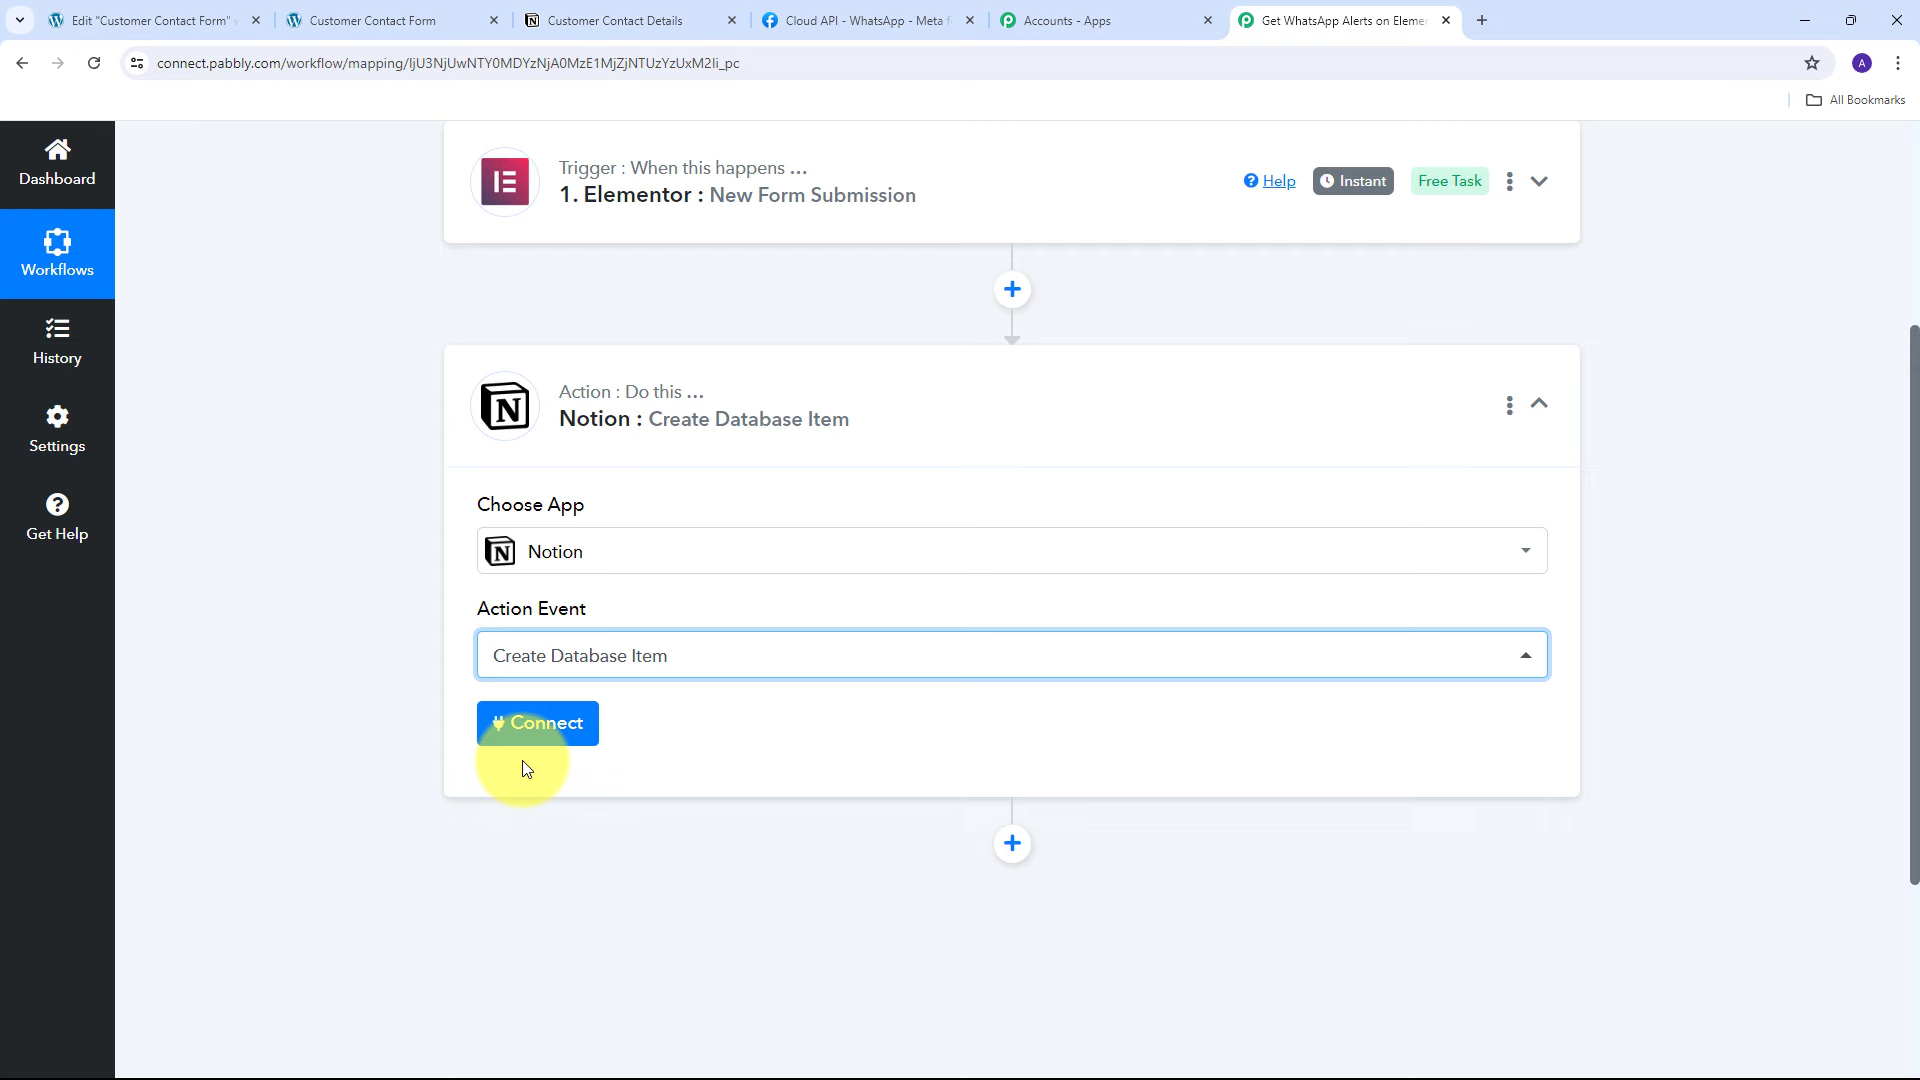 Edit "Customer Contact Form"
Customer Contact Form
Customer Contact Details
Cloud API - WhatsApp - Meta f
Accounts - Apps
Get WhatsApp Alerts on Eleme
connect.pabbly.com/workflow/mapping/IjU3NjUwNTY0MDYzNjA0MzE1MjZjNTUzYzUxM2Ii_pc
A
All Bookmarks
Dashboard
Workflows
History
Settings
Get Help
Trigger : When this happens ...
1. Elementor : New Form Submission
Help
Instant
Free Task
Action : Do this ...
Notion : Create Database Item
Choose App
Notion
Action Event
Create Database Item
Connect